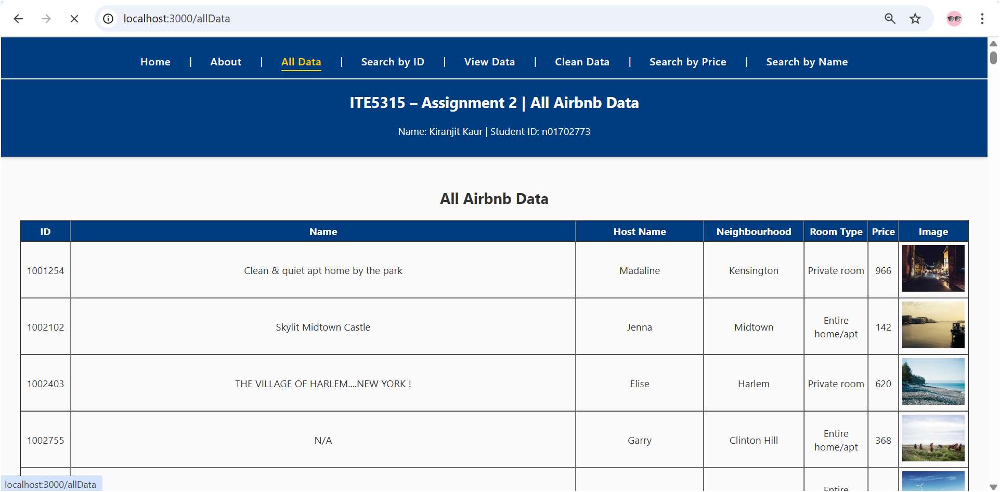 localhost:3000/allData
Home | About | All Data | Search by ID | View Data | Clean Data | Search by Price | Search by Name
ITE5315 – Assignment 2 | All Airbnb Data
Name: Kiranjit Kaur | Student ID: n01702773
All Airbnb Data
ID Name Host Name Neighbourhood Room Type Price Image
1001254 Clean & quiet apt home by the park Madaline Kensington Private room 966
1002102 Skylit Midtown Castle Jenna Midtown Entire home/apt 142
1002403 THE VILLAGE OF HARLEM....NEW YORK ! Elise Harlem Private room 620
1002755 N/A Garry Clinton Hill Entire home/apt 368
Entire
localhost:3000/allData